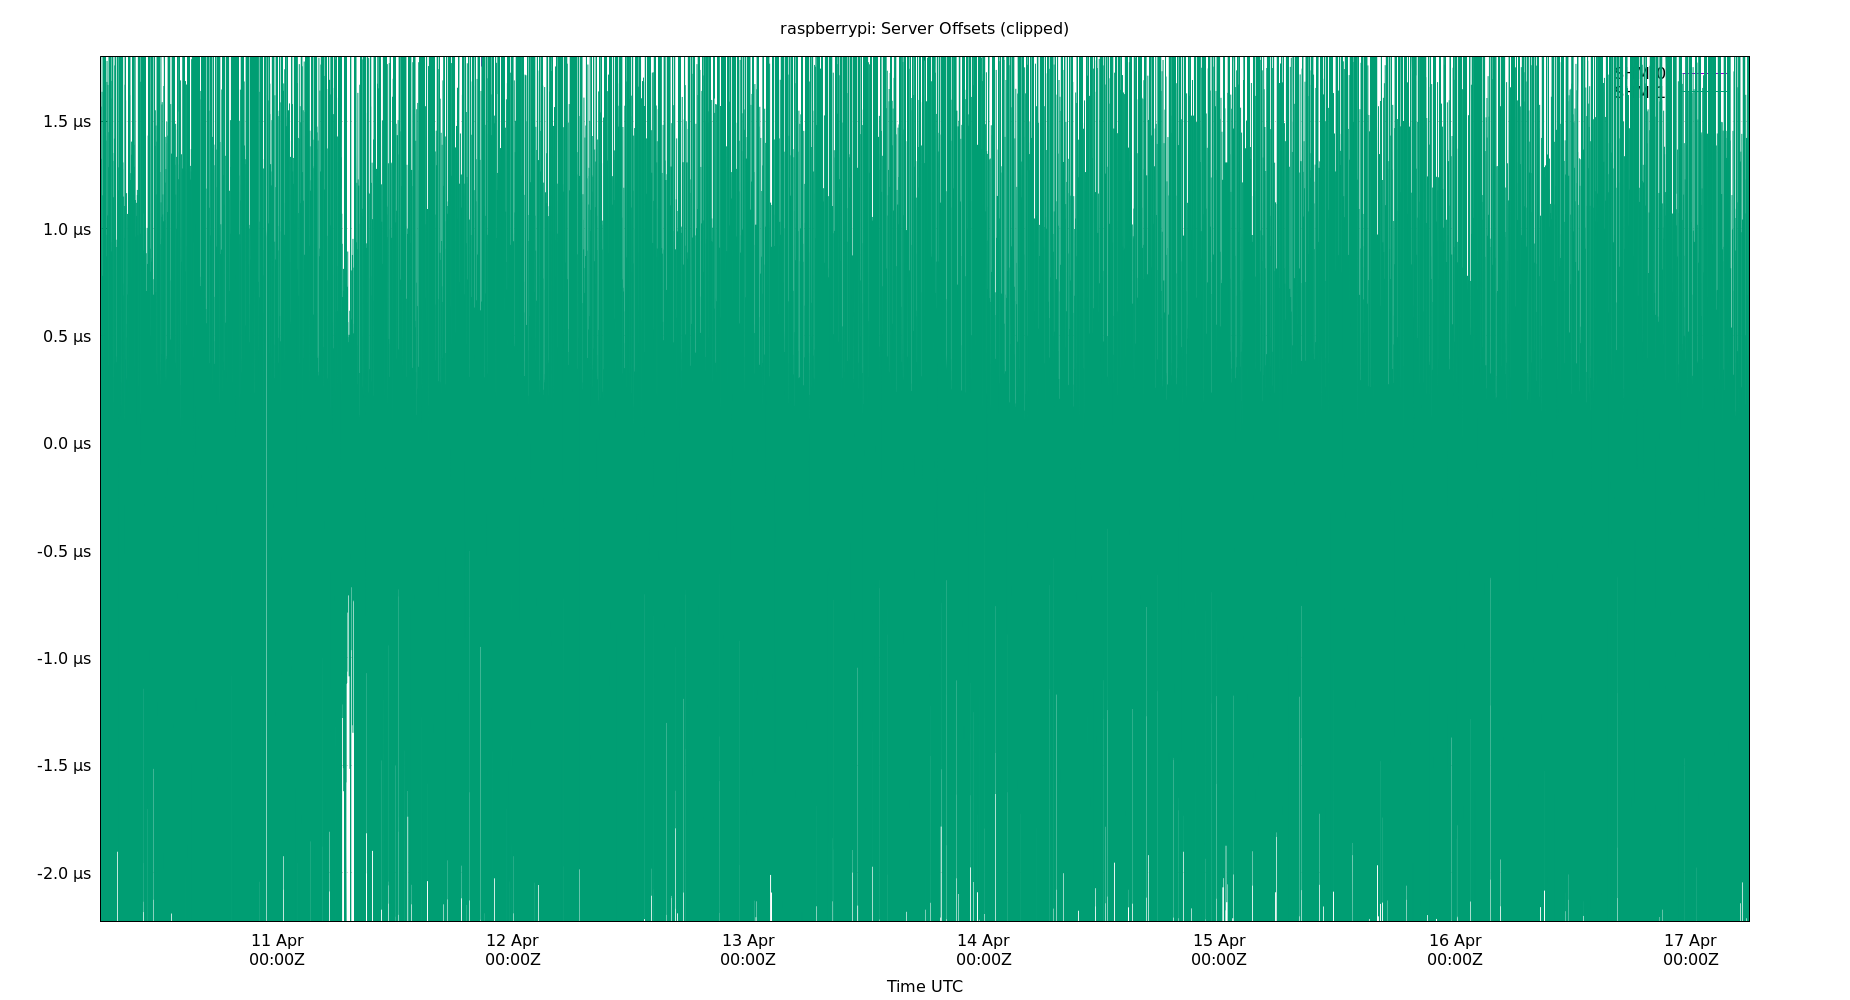 raspberrypi: Server Offsets (clipped)
1.5 µs
1.0 µs
0.5 µs
0.0 µs
-0.5 µs
-1.0 µs
-1.5 µs
-2.0 µs
11 Apr
00:00Z
12 Apr
00:00Z
13 Apr
00:00Z
14 Apr
00:00Z
15 Apr
00:00Z
16 Apr
00:00Z
17 Apr
00:00Z
Time UTC